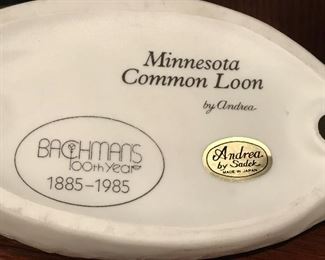 Minnesota
Common Loon
by Andrea
BACHMANS
100th Year
1885-1985
Andrea
by Sadek
MADE IN JAPAN